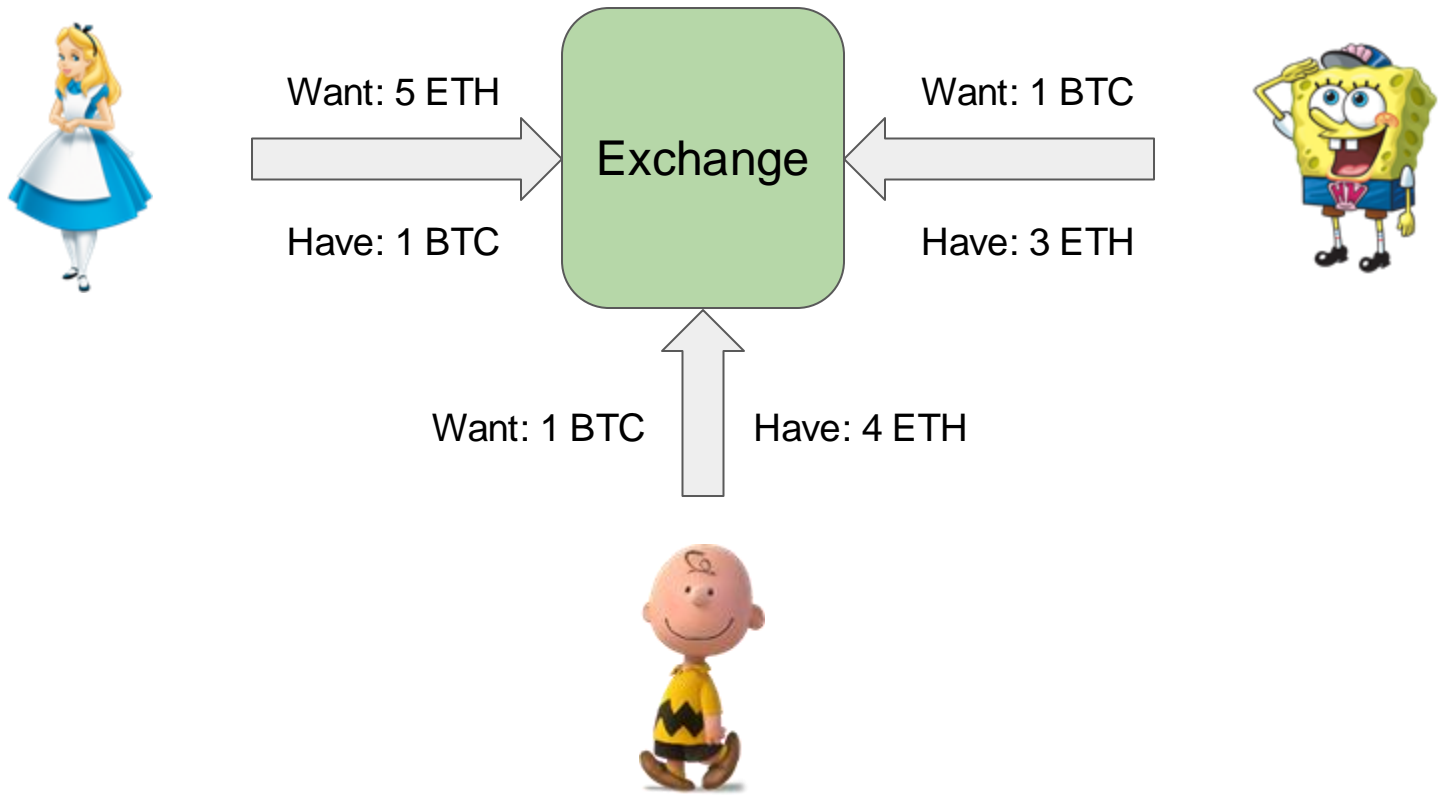 Want: 5 ETH
Have: 1 BTC
Exchange
Want: 1 BTC
Have: 3 ETH
Want: 1 BTC
Have: 4 ETH